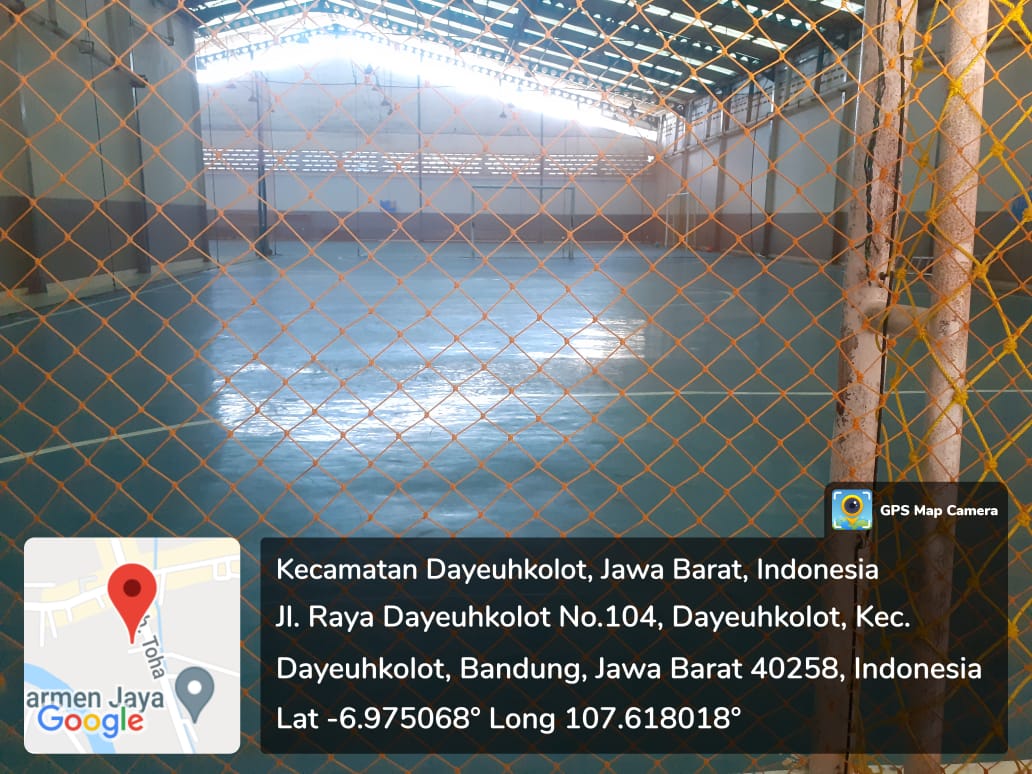 GPS Map Camera
Kecamatan Dayeuhkolot, Jawa Barat, Indonesia
Jl. Raya Dayeuhkolot No.104, Dayeuhkolot, Kec.
Dayeuhkolot, Bandung, Jawa Barat 40258, Indonesia
Lat -6.975068° Long 107.618018°
Toha
armen Jaya
Google